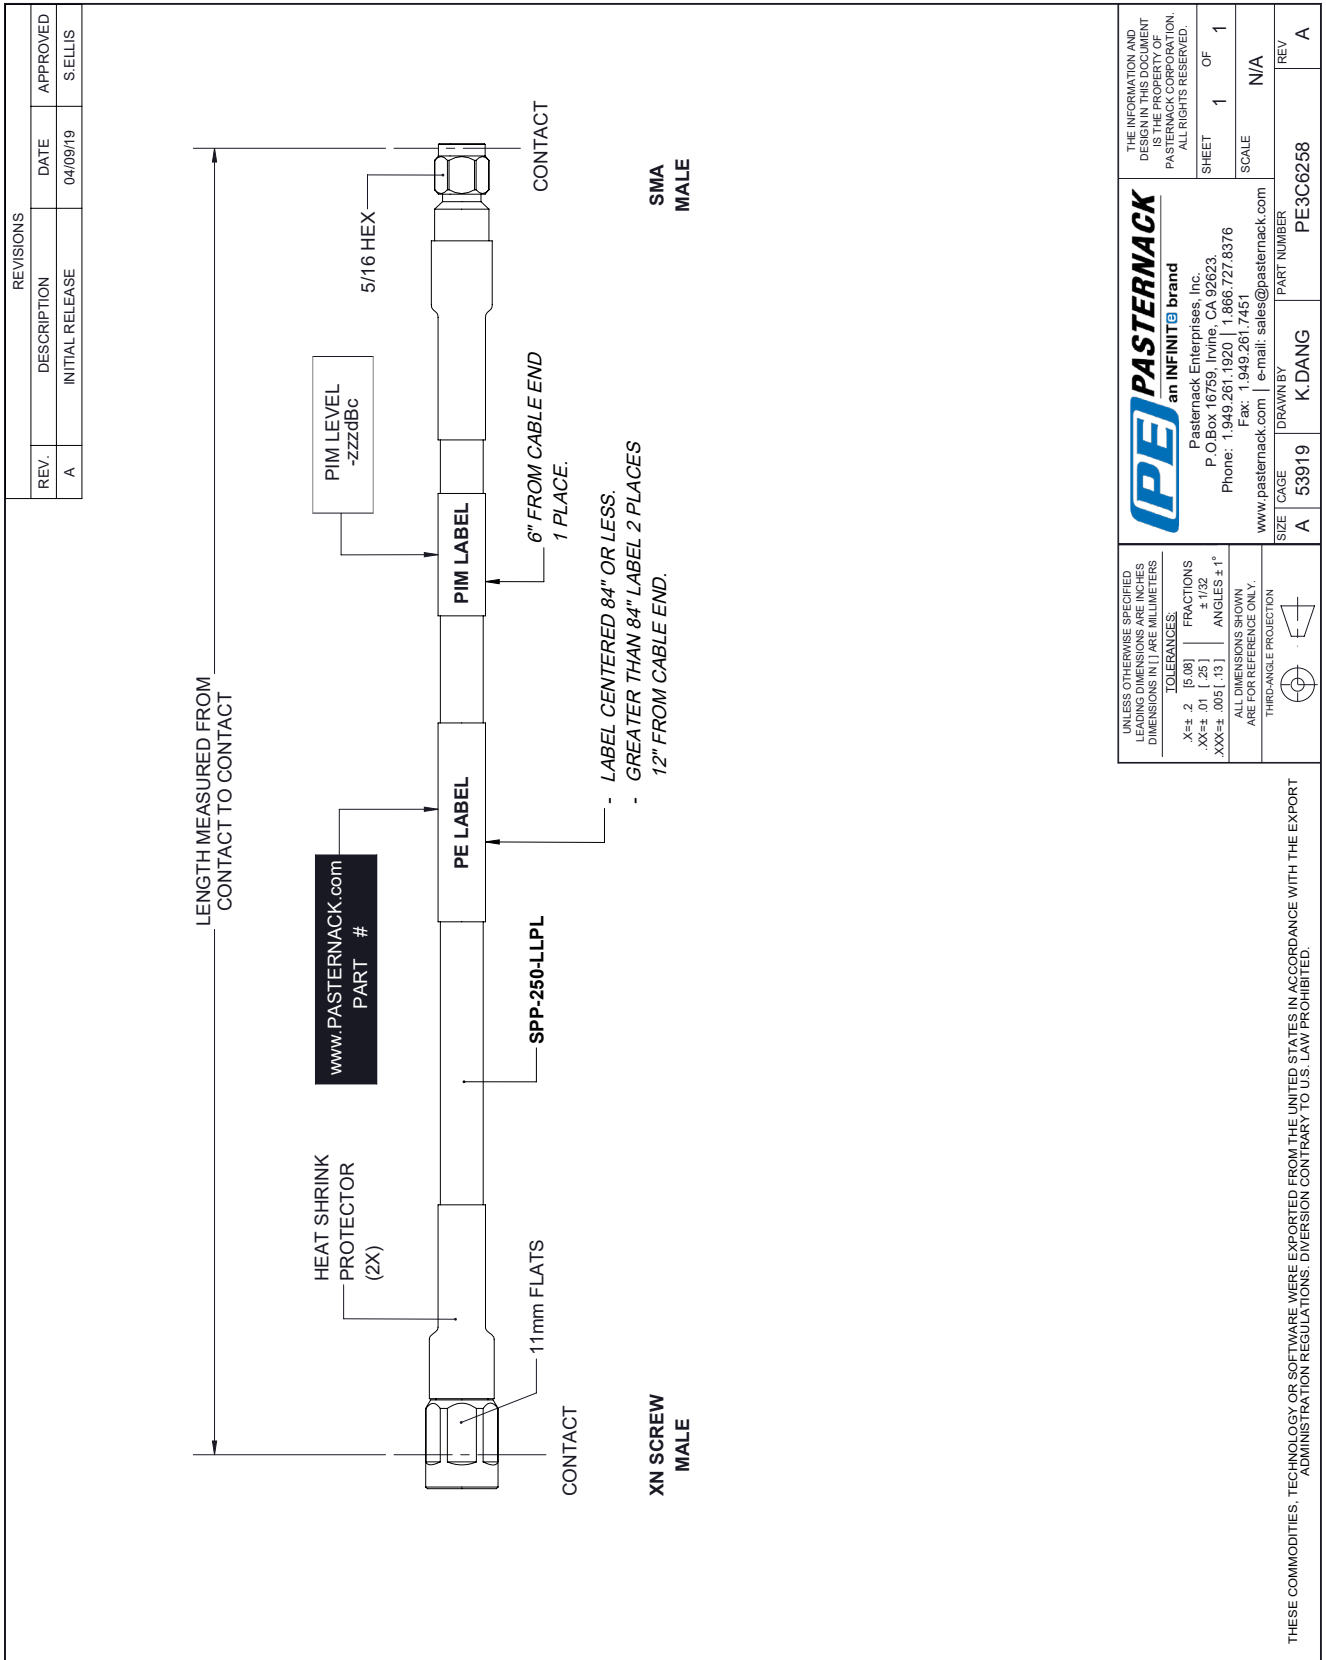 REVISIONS
REV. DESCRIPTION DATE APPROVED
A INITIAL RELEASE 04/09/19 S.ELLIS
LENGTH MEASURED FROM
CONTACT TO CONTACT
HEAT SHRINK
PROTECTOR
(2X)
www.PASTERNACK.com
PART #
PIM LEVEL
-zzzdBc
5/16 HEX
PE LABEL
PIM LABEL
11mm FLATS
SPP-250-LLPL
6" FROM CABLE END
1 PLACE.
- LABEL CENTERED 84" OR LESS.
- GREATER THAN 84" LABEL 2 PLACES
12" FROM CABLE END.
CONTACT
CONTACT
XN SCREW
MALE
SMA
MALE
UNLESS OTHERWISE SPECIFIED
LEADING DIMENSIONS ARE INCHES
DIMENSIONS IN [ ] ARE MILLIMETERS
TOLERANCES:
.X=± .2 [5.08] FRACTIONS
.XX=± .01 [ .25 ] ± 1/32
.XXX=± .005 [ .13 ] ANGLES ± 1°
ALL DIMENSIONS SHOWN
ARE FOR REFERENCE ONLY.
THIRD-ANGLE PROJECTION
PE PASTERNACK
an INFINITe brand
Pasternack Enterprises, Inc.
P.O.Box 16759, Irvine, CA 92623.
Phone: 1.949.261.1920 | 1.866.727.8376
Fax: 1.949.261.7451
www.pasternack.com | e-mail: sales@pasternack.com
THE INFORMATION AND
DESIGN IN THIS DOCUMENT
IS THE PROPERTY OF
PASTERNACK CORPORATION.
ALL RIGHTS RESERVED.
SHEET 1 OF 1
SCALE N/A
SIZE CAGE DRAWN BY PART NUMBER REV
A 53919 K.DANG PE3C6258 A
THESE COMMODITIES, TECHNOLOGY OR SOFTWARE WERE EXPORTED FROM THE UNITED STATES IN ACCORDANCE WITH THE EXPORT
ADMINISTRATION REGULATIONS. DIVERSION CONTRARY TO U.S. LAW PROHIBITED.